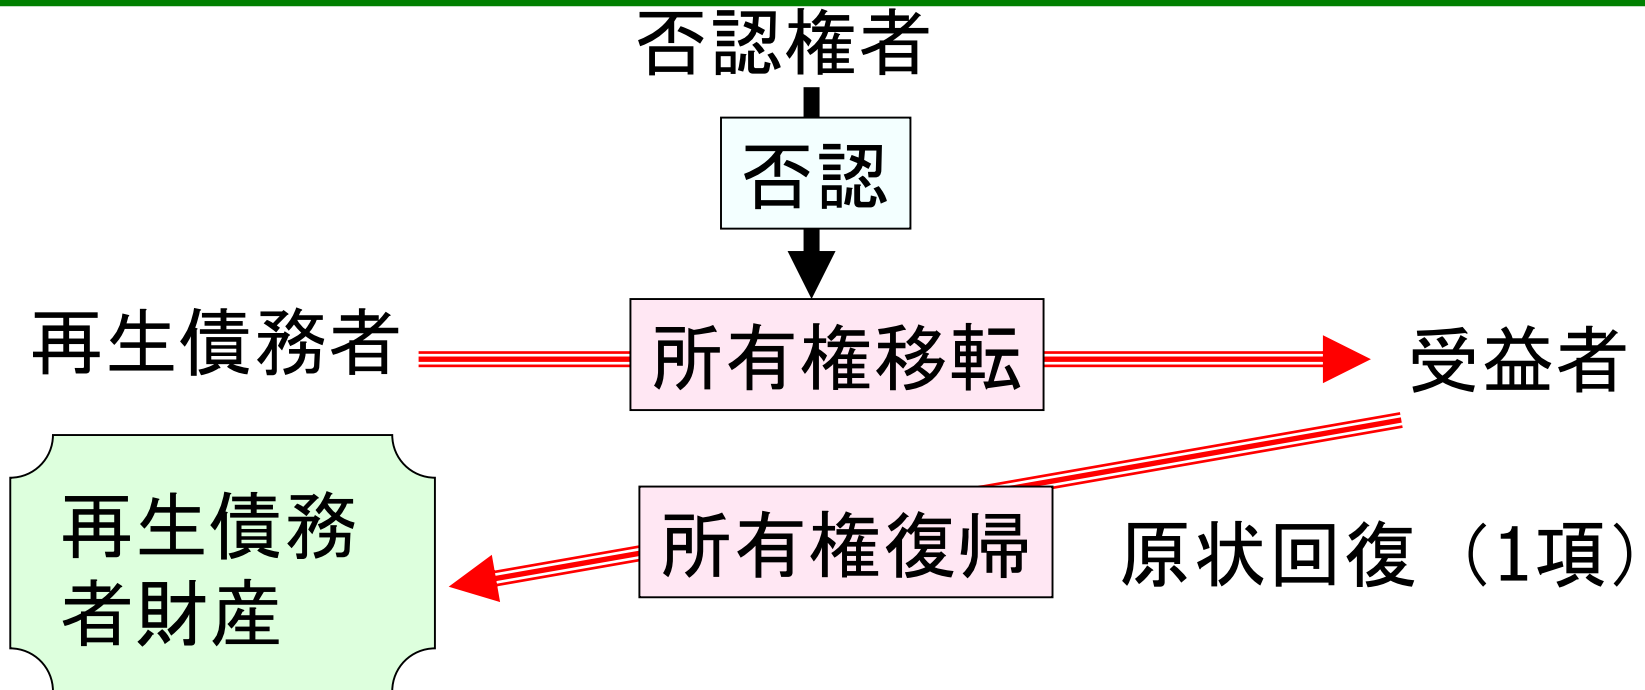 否認権者
否認
再生債務者
所有権移転
受益者
再生債務
者財産
所有権復帰
原状回復（1項）